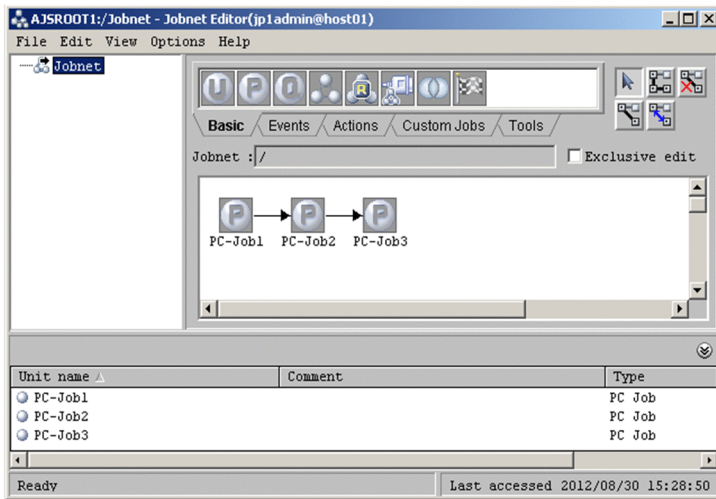 AJSROOT1:/Jobnet - Jobnet Editor(jp1admin@host01)
File Edit View Options Help
Jobnet
U P Q R
Basic Events Actions Custom Jobs Tools
Jobnet : / Exclusive edit
P P P
PC-Job1 PC-Job2 PC-Job3
Unit name Comment Type
PC-Job1 PC Job
PC-Job2 PC Job
PC-Job3 PC Job
Ready Last accessed 2012/08/30 15:28:50